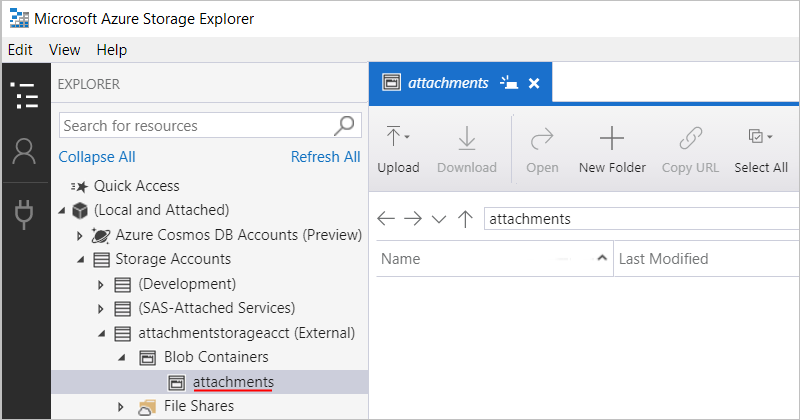 Microsoft Azure Storage Explorer
Edit View Help
EXPLORER
Search for resources
Collapse All Refresh All
Quick Access
(Local and Attached)
Azure Cosmos DB Accounts (Preview)
Storage Accounts
(Development)
(SAS-Attached Services)
attachmentstorageacct (External)
Blob Containers
attachments
File Shares
attachments
Upload Download Open New Folder Copy URL Select All
attachments
Name Last Modified